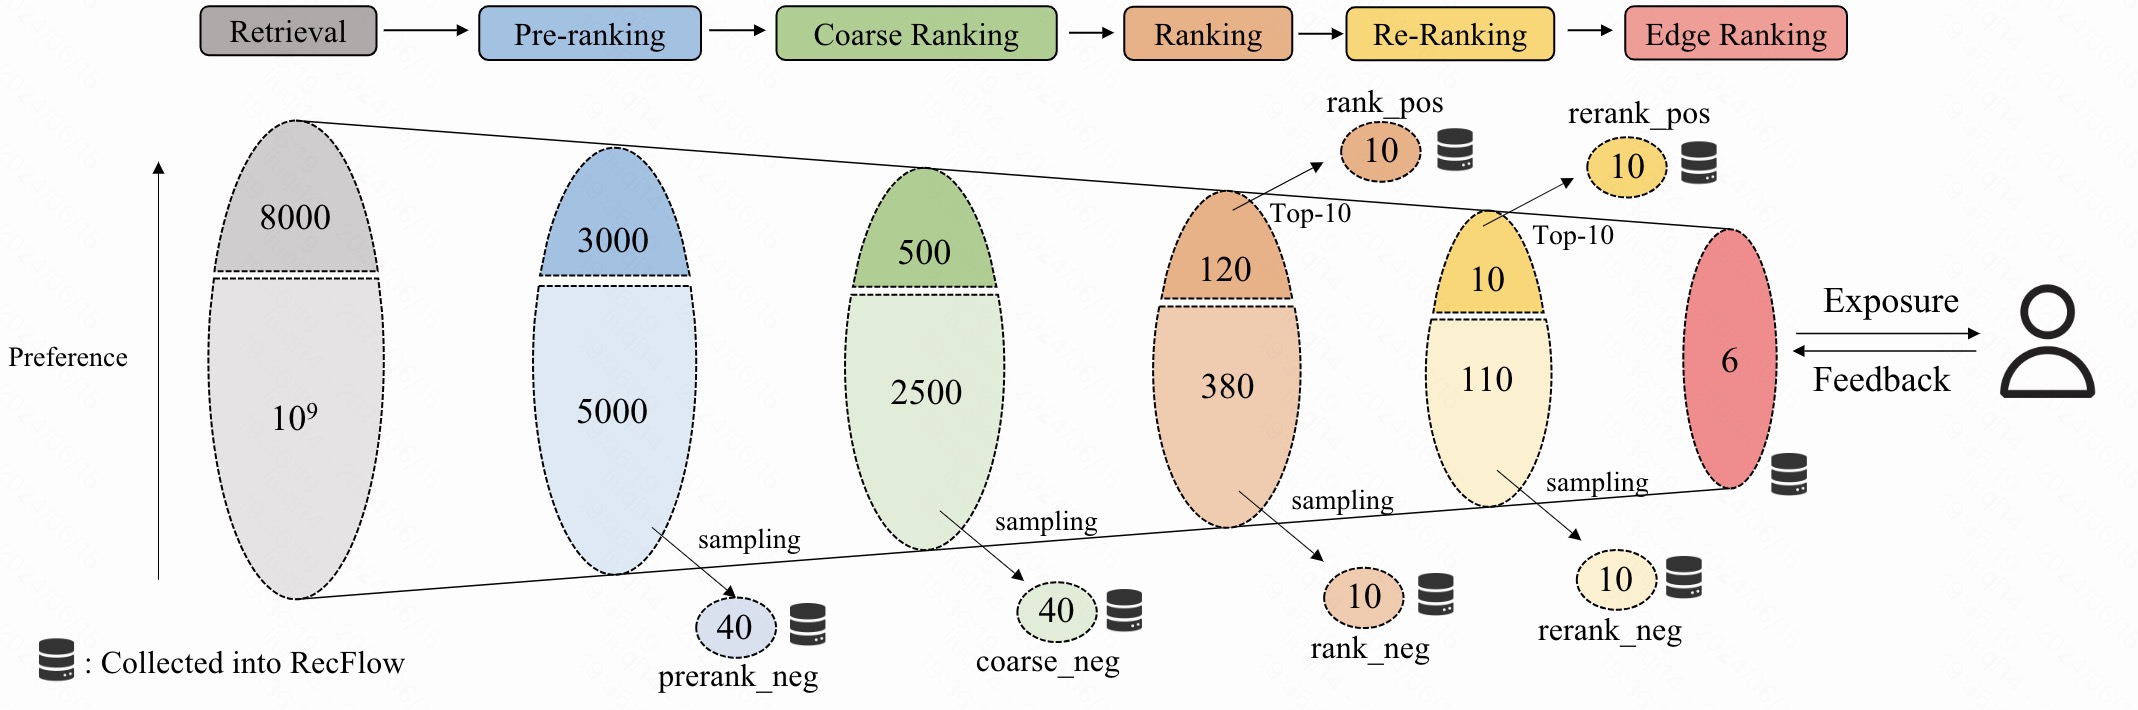 Retrieval
Pre-ranking
Coarse Ranking
Ranking
Re-Ranking
Edge Ranking
rank_pos
10
rerank_pos
10
Top-10
Top-10
8000
3000
500
120
10
Preference
10⁹
5000
2500
380
110
6
Exposure
Feedback
sampling
sampling
sampling
sampling
40
prerank_neg
40
coarse_neg
10
rank_neg
10
rerank_neg
: Collected into RecFlow